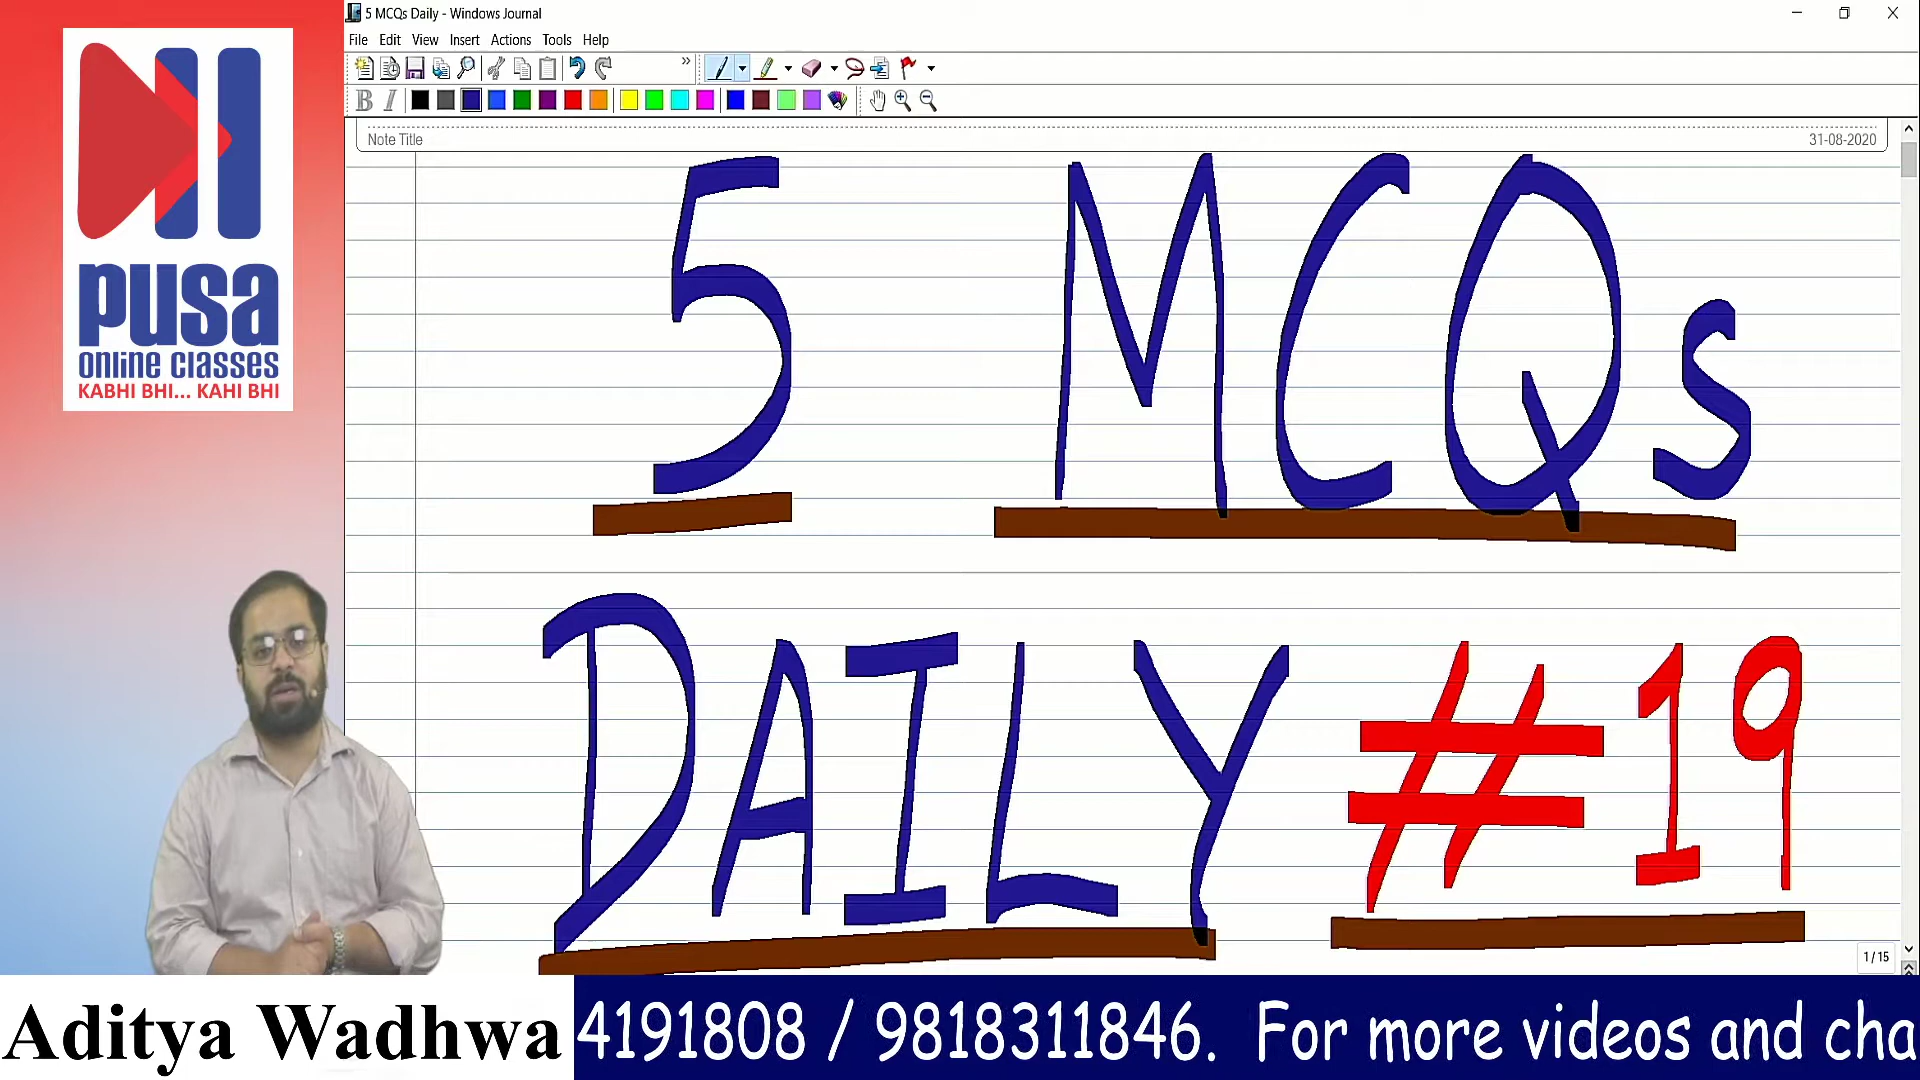 5 MCQs Daily - Windows Journal
File Edit View Insert Actions Tools Help
B I
Note Title 31-08-2020
5 MCQs
DAILY #19
1 / 15
pusa
online classes
KABHI BHI... KAHI BHI
Aditya Wadhwa
4191808 / 9818311846. For more videos and cha